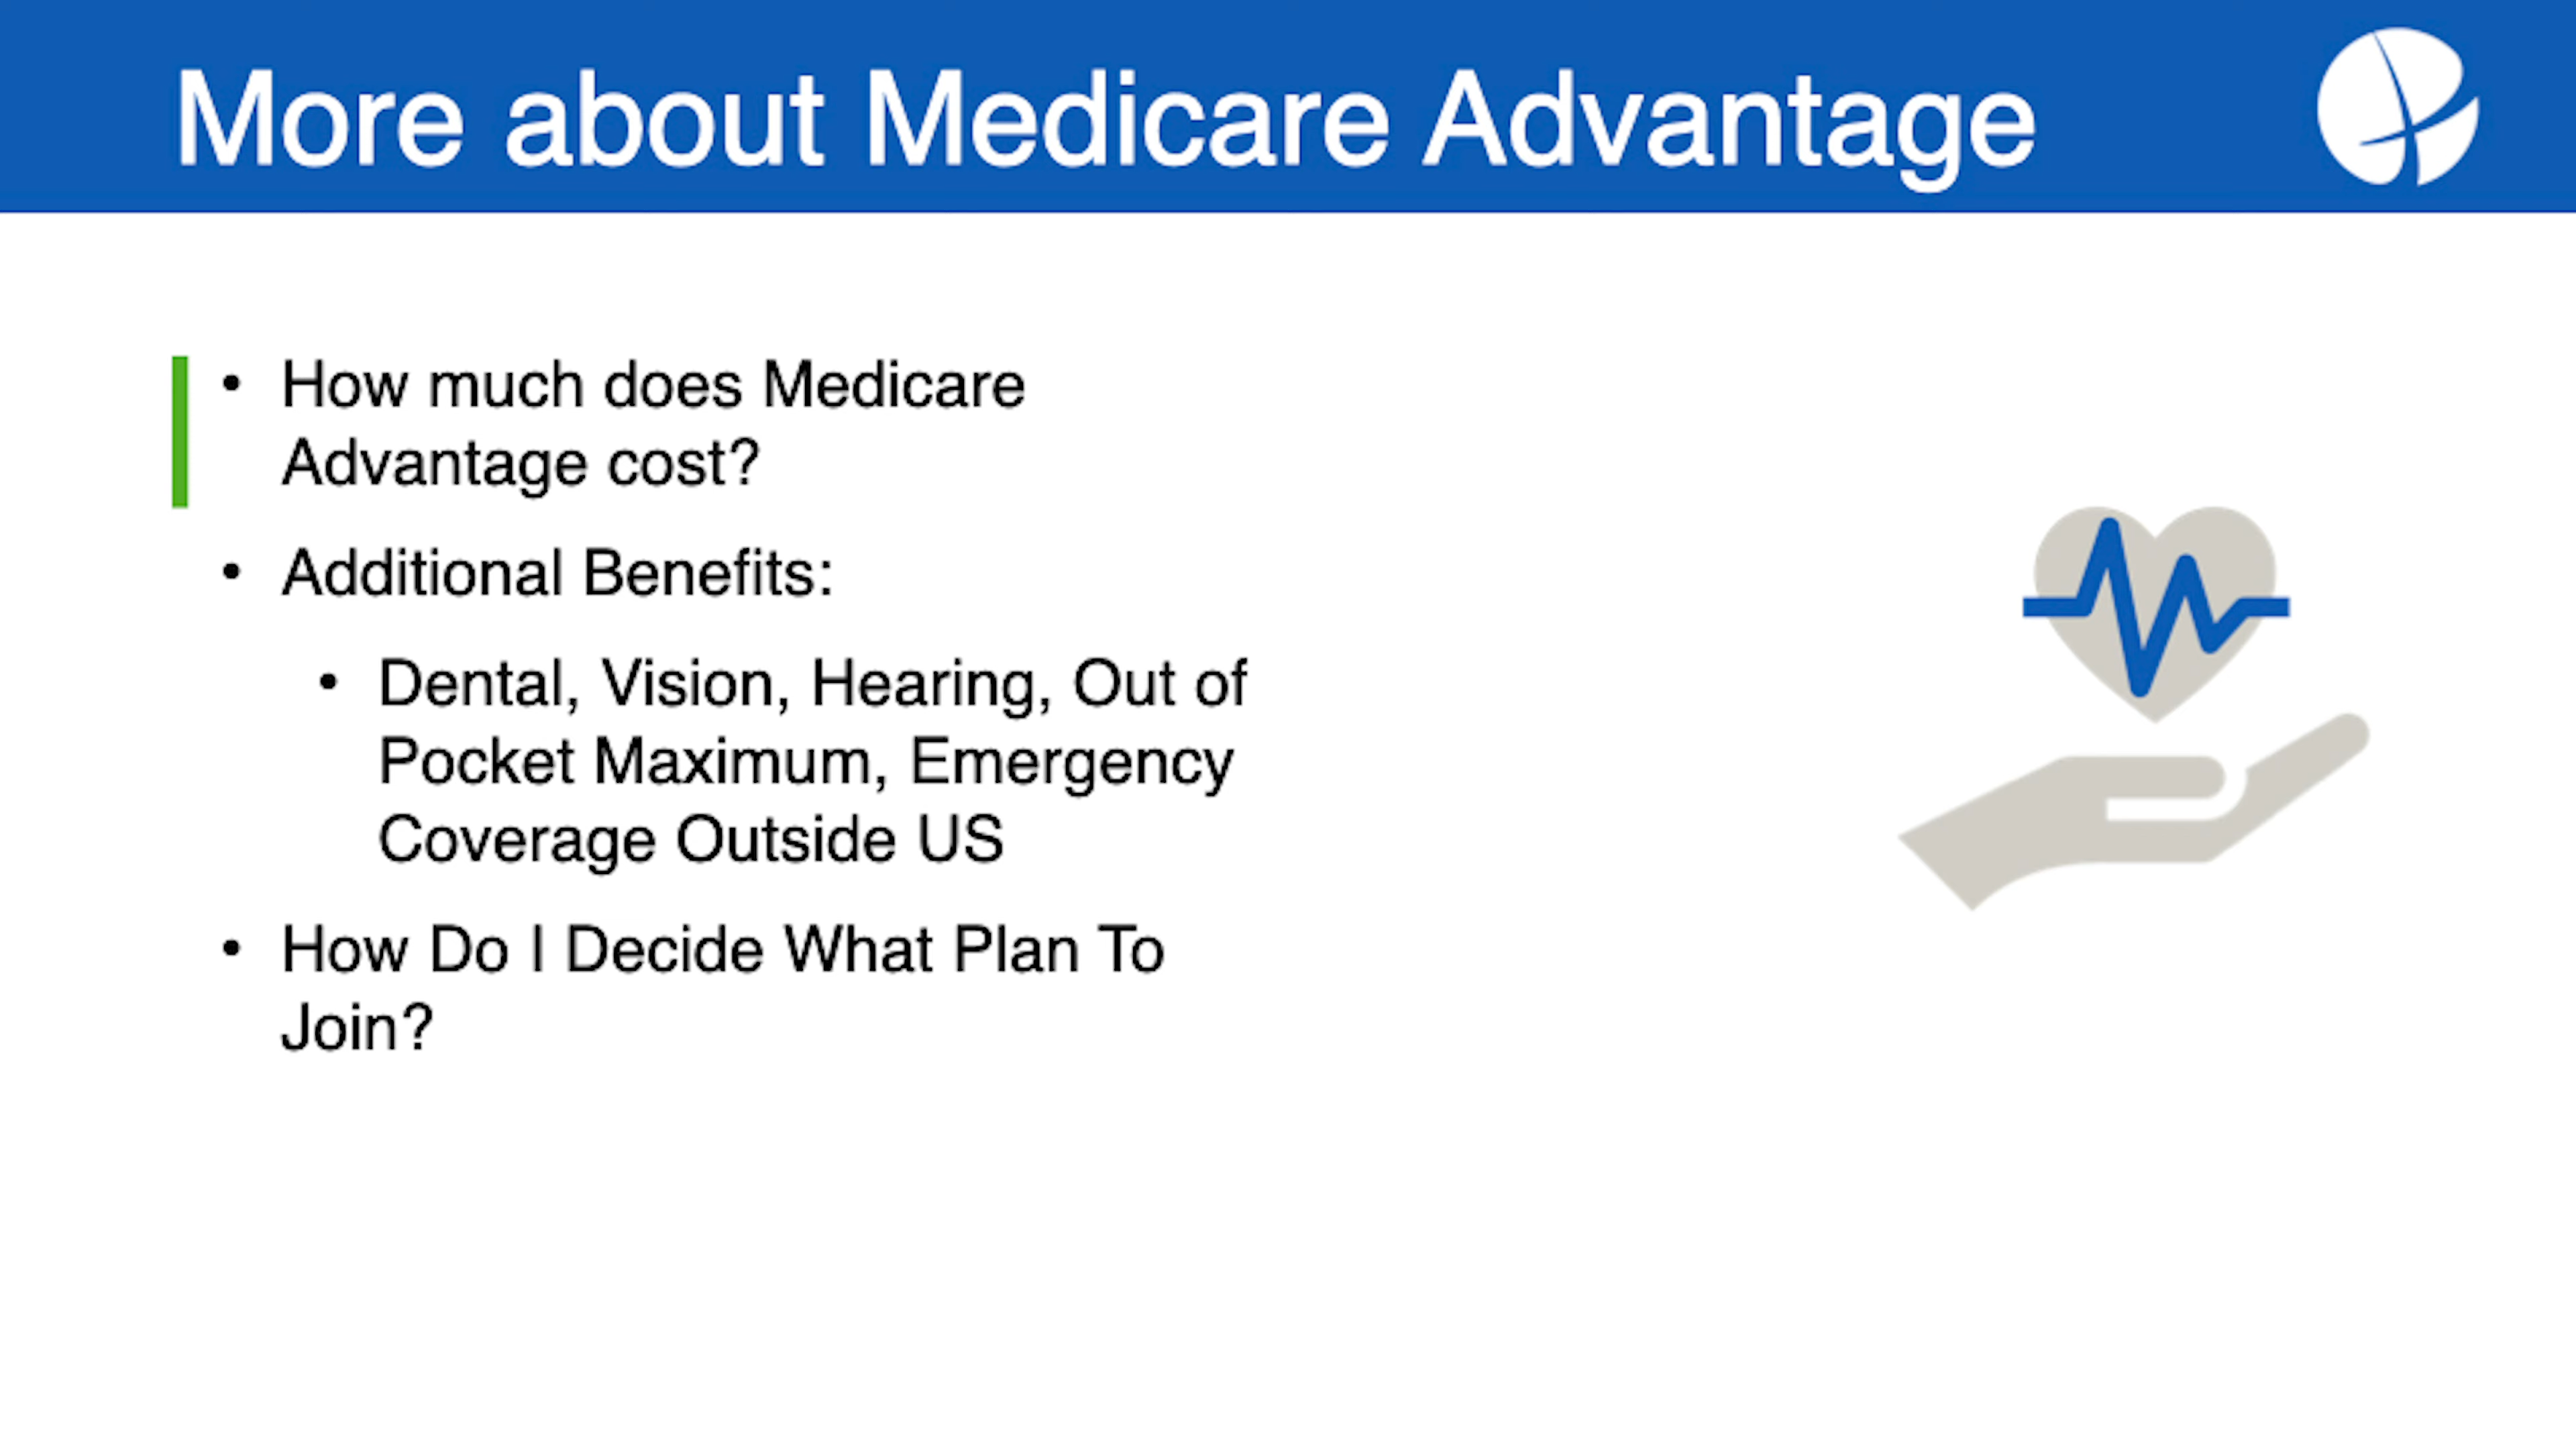 More about Medicare Advantage
• How much does Medicare
Advantage cost?
• Additional Benefits:
• Dental, Vision, Hearing, Out of
Pocket Maximum, Emergency
Coverage Outside US
• How Do I Decide What Plan To
Join?